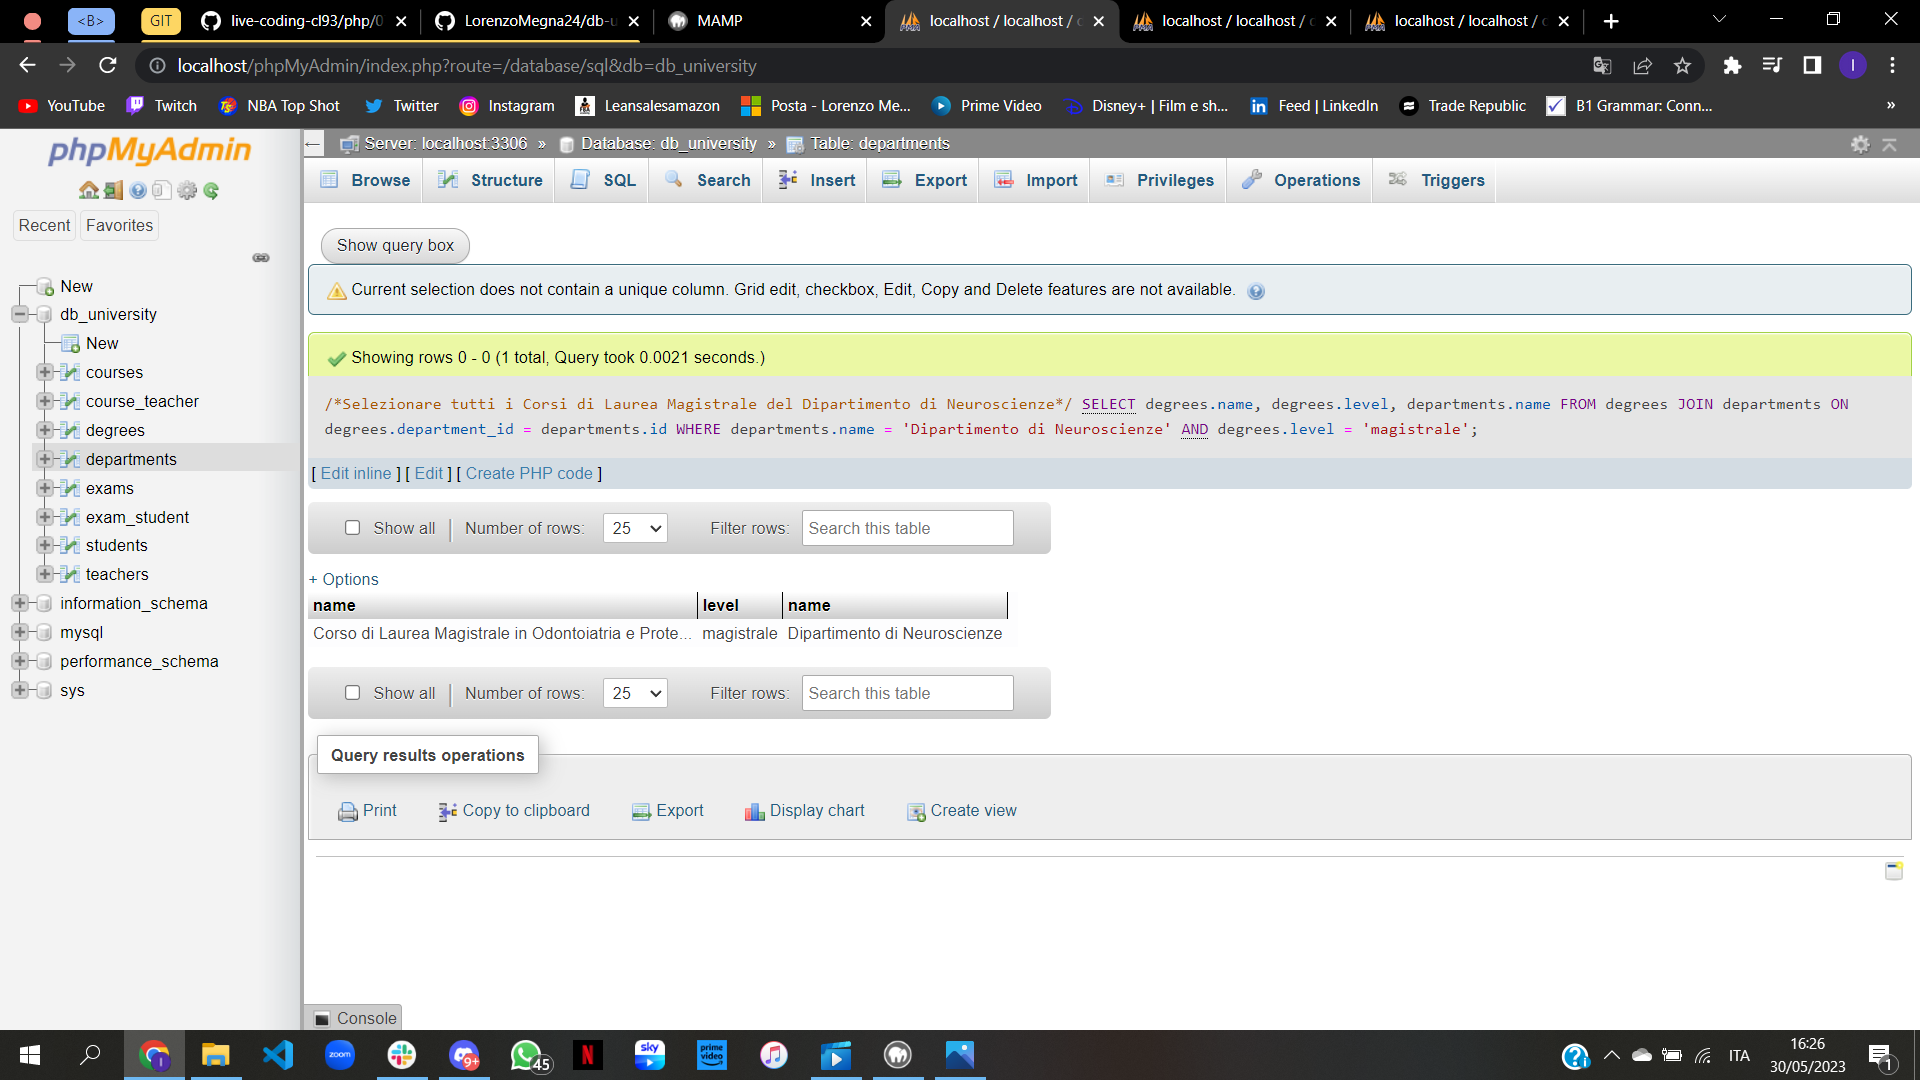 <B>
GIT
live-coding-cl93/php/0
LorenzoMegna24/db-u
MAMP
localhost / localhost / c
localhost / localhost / c
localhost / localhost / c
localhost/phpMyAdmin/index.php?route=/database/sql&db=db_university
YouTube
Twitch
NBA Top Shot
Twitter
Instagram
Leansalesamazon
Posta - Lorenzo Me...
Prime Video
Disney+ | Film e sh...
Feed | LinkedIn
Trade Republic
B1 Grammar: Conn...
»
phpMyAdmin
Recent
Favorites
New
db_university
New
courses
course_teacher
degrees
departments
exams
exam_student
students
teachers
information_schema
mysql
performance_schema
sys
Server: localhost:3306 » Database: db_university » Table: departments
Browse
Structure
SQL
Search
Insert
Export
Import
Privileges
Operations
Triggers
Show query box
Current selection does not contain a unique column. Grid edit, checkbox, Edit, Copy and Delete features are not available.
Showing rows 0 - 0 (1 total, Query took 0.0021 seconds.)
/*Selezionare tutti i Corsi di Laurea Magistrale del Dipartimento di Neuroscienze*/ SELECT degrees.name, degrees.level, departments.name FROM degrees JOIN departments ON
degrees.department_id = departments.id WHERE departments.name = 'Dipartimento di Neuroscienze' AND degrees.level = 'magistrale';
[ Edit inline ] [ Edit ] [ Create PHP code ]
Show all | Number of rows: 25 Filter rows: Search this table
+ Options
name level name
Corso di Laurea Magistrale in Odontoiatria e Prote... magistrale Dipartimento di Neuroscienze
Show all | Number of rows: 25 Filter rows: Search this table
Query results operations
Print
Copy to clipboard
Export
Display chart
Create view
Console
zoom
9+
45
N
sky
prime video
ITA
16:26
30/05/2023
1